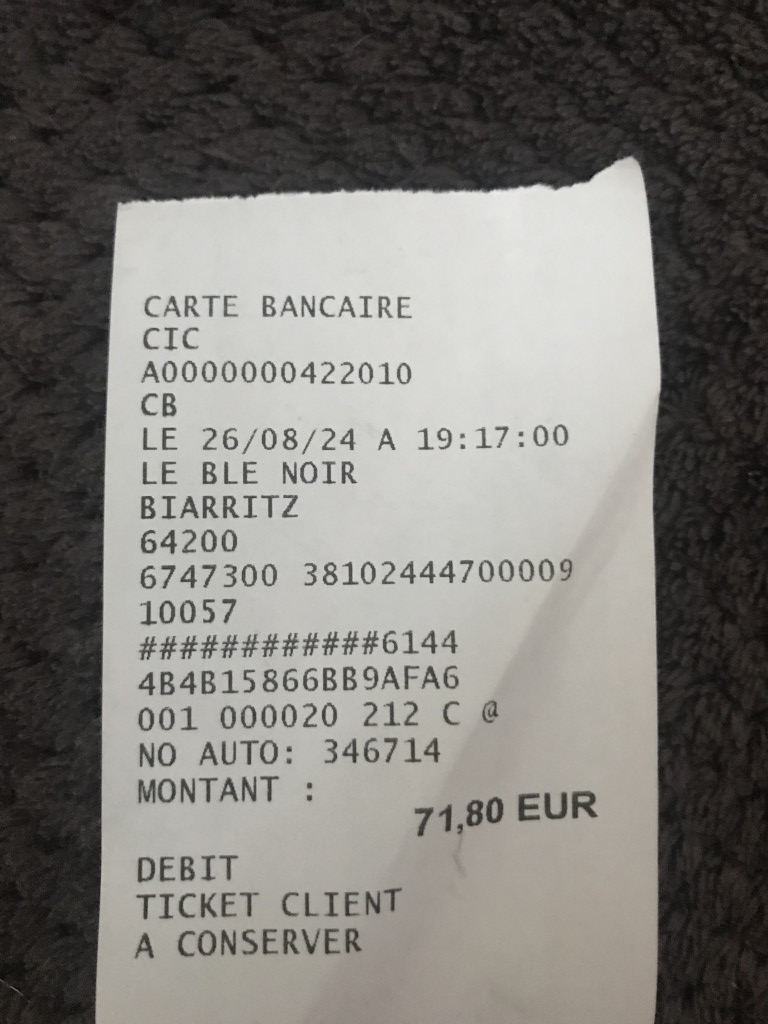 CARTE BANCAIRE
CIC
A0000000422010
CB
LE 26/08/24 A 19:17:00
LE BLE NOIR
BIARRITZ
64200
6747300 38102444700009
10057
############6144
4B4B15866BB9AFA6
001 000020 212 C @
NO AUTO: 346714
MONTANT :
71,80 EUR
DEBIT
TICKET CLIENT
A CONSERVER